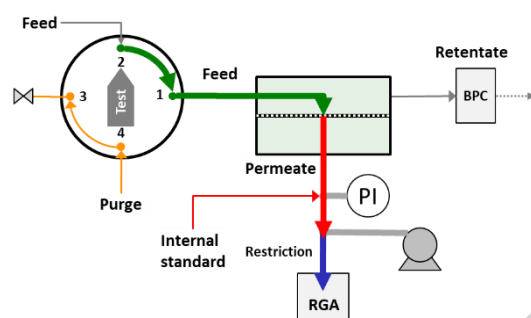 Feed
2
Test
3
1
4
Purge
Feed
Retentate
BPC
Permeate
PI
Internal
standard
Restriction
RGA